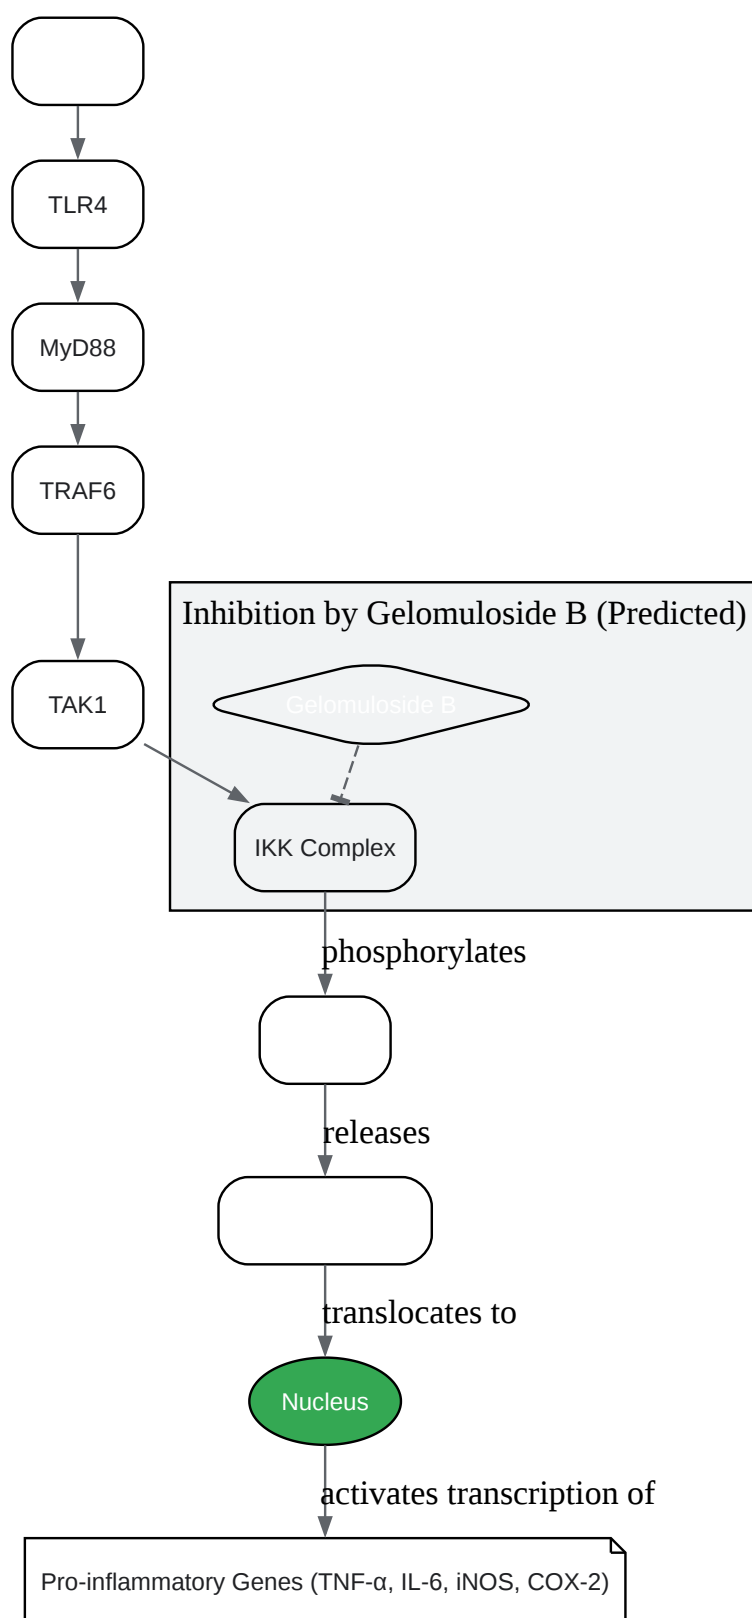 TLR4
MyD88
TRAF6
Inhibition by Gelomuloside B (Predicted)
TAK1
Gelomuloside B
IKK Complex
phosphorylates
releases
translocates to
Nucleus
activates transcription of
Pro-inflammatory Genes (TNF-α, IL-6, iNOS, COX-2)